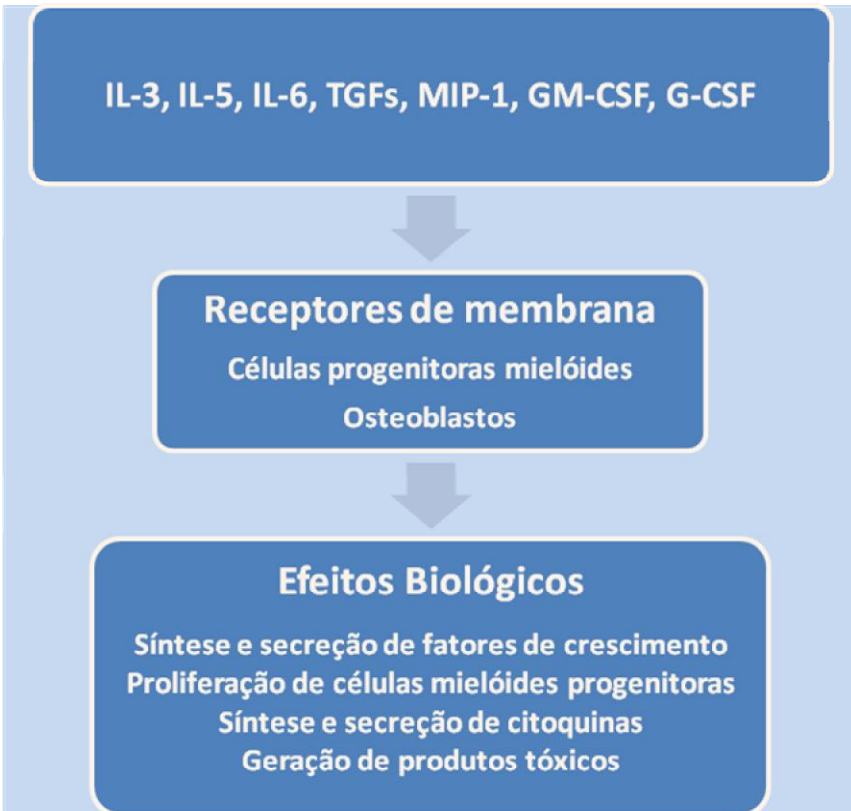 IL-3, IL-5, IL-6, TGFs, MIP-1, GM-CSF, G-CSF
Receptores de membrana
Células progenitoras mielóides
Osteoblastos
Efeitos Biológicos
Síntese e secreção de fatores de crescimento
Proliferação de células mielóides progenitoras
Síntese e secreção de citoquinas
Geração de produtos tóxicos